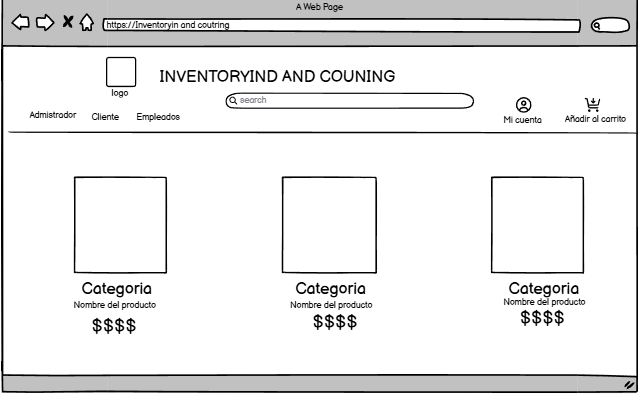 A Web Page
https://Inventoryin and coutring
INVENTORYIND AND COUNING
logo
search
Admistrador
Cliente
Empleados
Mi cuenta
Añadir al carrito
Categoria
Nombre del producto
$$$$
Categoria
Nombre del producto
$$$$
Categoria
Nombre del producto
$$$$